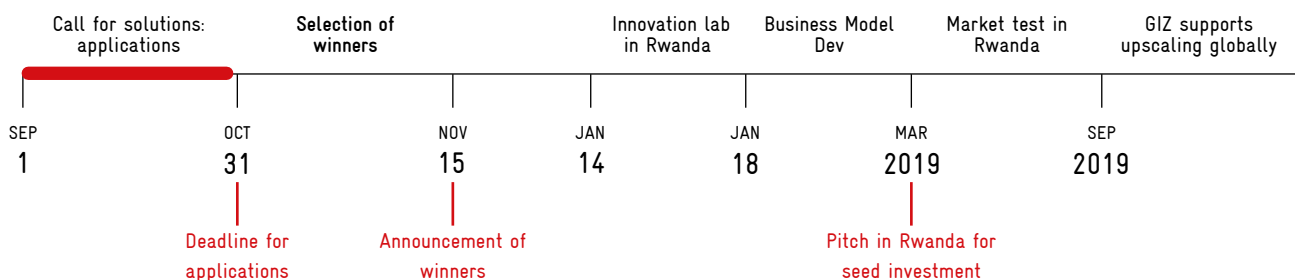 Call for solutions:
applications
Selection of
winners
Innovation lab
in Rwanda
Business Model
Dev
Market test in
Rwanda
GIZ supports
upscaling globally
SEP
1
OCT
31
NOV
15
JAN
14
JAN
18
MAR
2019
SEP
2019
Deadline for
applications
Announcement of
winners
Pitch in Rwanda for
seed investment